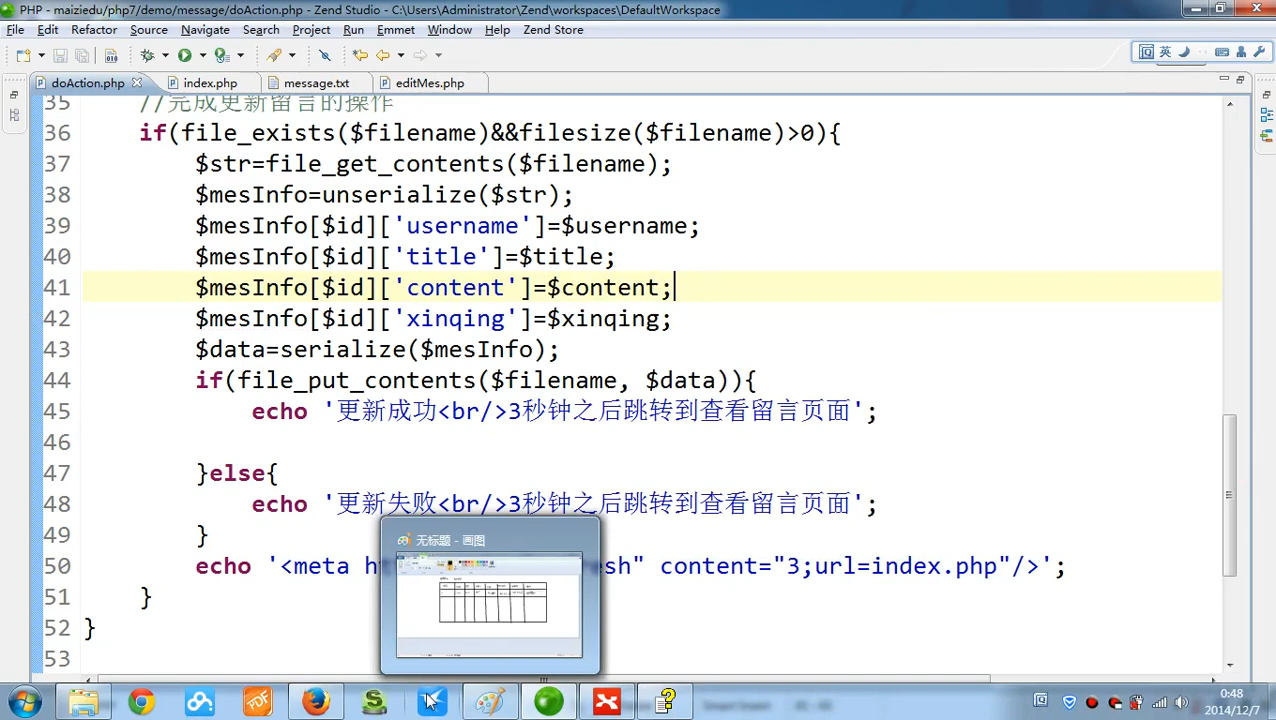 PHP - maiziedu/php7/demo/message/doAction.php - Zend Studio - C:\Users\Administrator\Zend\workspaces\DefaultWorkspace
File Edit Refactor Source Navigate Search Project Run Emmet Window Help Zend Store
英
doAction.php index.php message.txt editMes.php
35 //完成更新留言的操作
36 if(file_exists($filename)&&filesize($filename)>0){
37 $str=file_get_contents($filename);
38 $mesInfo=unserialize($str);
39 $mesInfo[$id]['username']=$username;
40 $mesInfo[$id]['title']=$title;
41 $mesInfo[$id]['content']=$content;
42 $mesInfo[$id]['xinqing']=$xinqing;
43 $data=serialize($mesInfo);
44 if(file_put_contents($filename, $data)){
45 echo '更新成功<br/>3秒钟之后跳转到查看留言页面';
46
47 }else{
48 echo '更新失败<br/>3秒钟之后跳转到查看留言页面';
49 }
无标题 - 画图
50 echo '<meta ht esh" content="3;url=index.php"/>';
51 }
52 }
53
PDF
0:48
2014/12/7